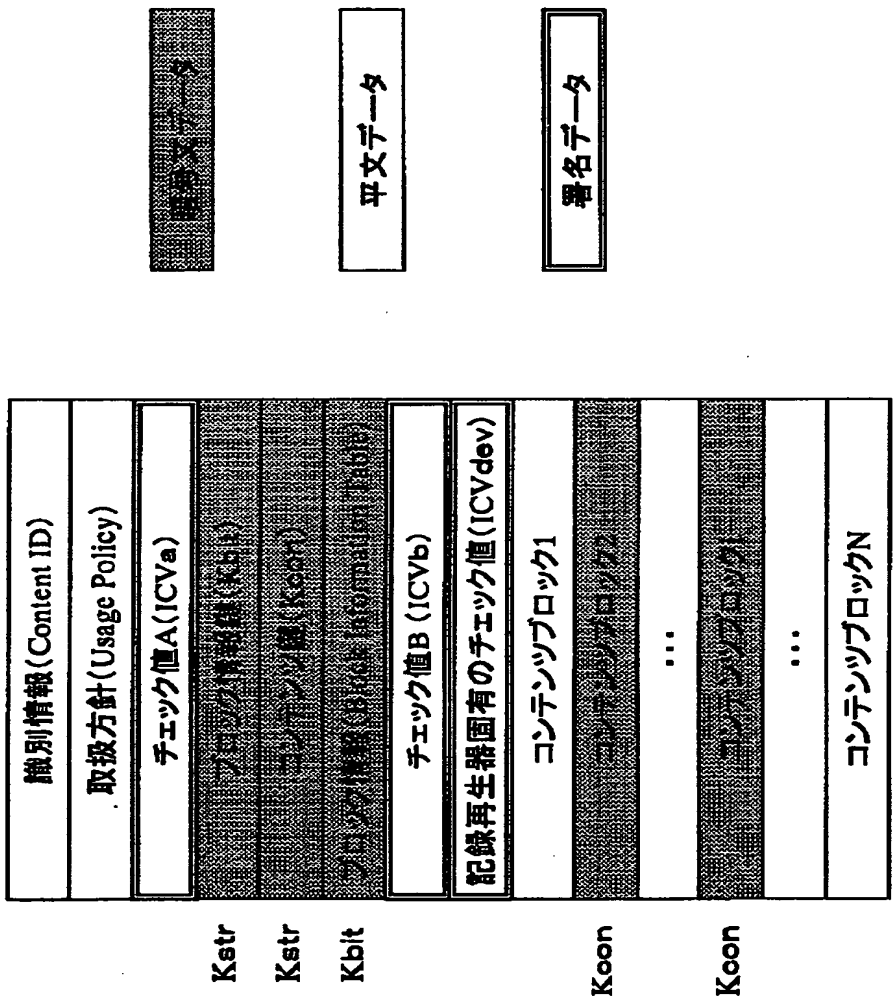 識別情報(Content ID)
取扱方針(Usage Policy)
チェック値A(ICVa)
Kstr ブロック情報鍵(Kbit)
Kstr コンテンツ鍵(Kcon)
Kbit ブロック情報(Block Information Table)
チェック値B (ICVb)
記録再生器固有のチェック値(ICVdev)
コンテンツブロック1
Kcon コンテンツブロック2
...
Kcon コンテンツブロック
...
コンテンツブロックN
暗号文データ
平文データ
署名データ